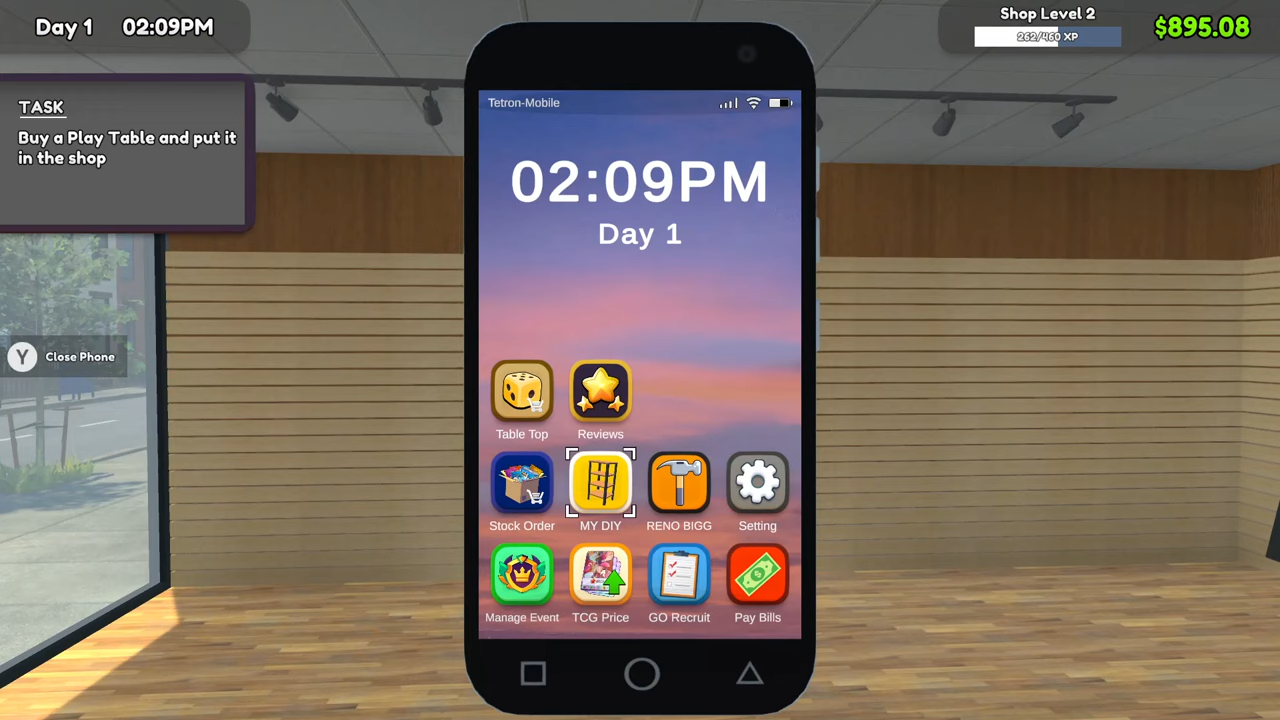 Day 1 02:09PM
Shop Level 2
262/460 XP
$895.08
TASK
Buy a Play Table and put it
in the shop
Y Close Phone
Tetron-Mobile
02:09PM
Day 1
Table Top
Reviews
Stock Order
MY DIY
RENO BIGG
Setting
Manage Event
TCG Price
GO Recruit
Pay Bills